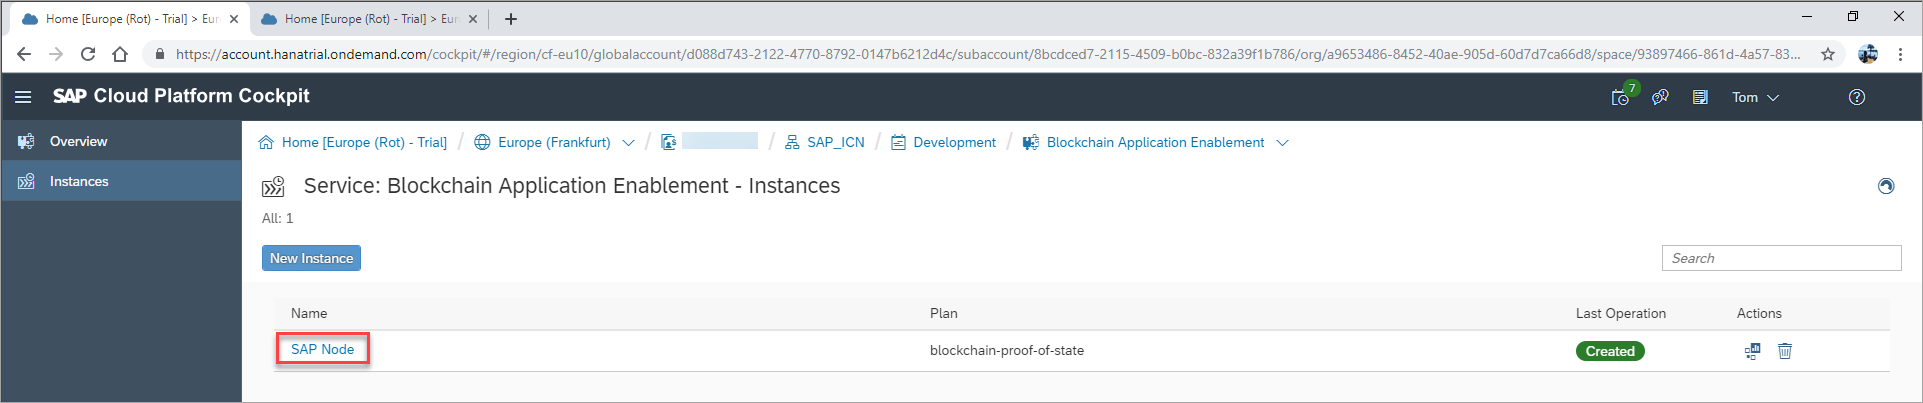 Home [Europe (Rot) - Trial] > Eur
Home [Europe (Rot) - Trial] > Eur
https://account.hanatrial.ondemand.com/cockpit/#/region/cf-eu10/globalaccount/d088d743-2122-4770-8792-0147b6212d4c/subaccount/8bcdced7-2115-4509-b0bc-832a39f1b786/org/a9653486-8452-40ae-905d-60d7d7ca66d8/space/93897466-861d-4a57-83...
SAP Cloud Platform Cockpit
7
Tom
Overview
Instances
Home [Europe (Rot) - Trial] / Europe (Frankfurt) / / SAP_ICN / Development / Blockchain Application Enablement
Service: Blockchain Application Enablement - Instances
All: 1
New Instance
Search
Name Plan Last Operation Actions
SAP Node blockchain-proof-of-state Created